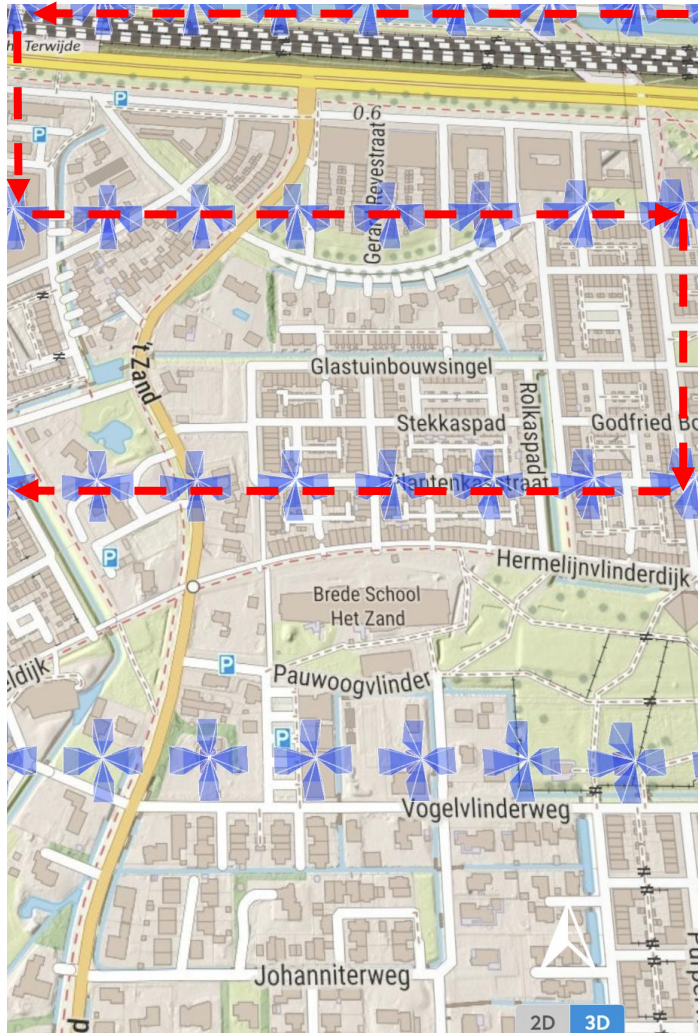 Terwijde
P
0.6
P
Gerard Revestraat
Glastuinbouwsingel
't Zand
Stekkaspad
Rolkaspad
Godfried Bo
Plantenkasstraat
P
Hermelijnvlinderdijk
Brede School
Het Zand
P
eldijk
Pauwoogvlinder
P
Vogelvlinderweg
Johanniterweg
2D 3D